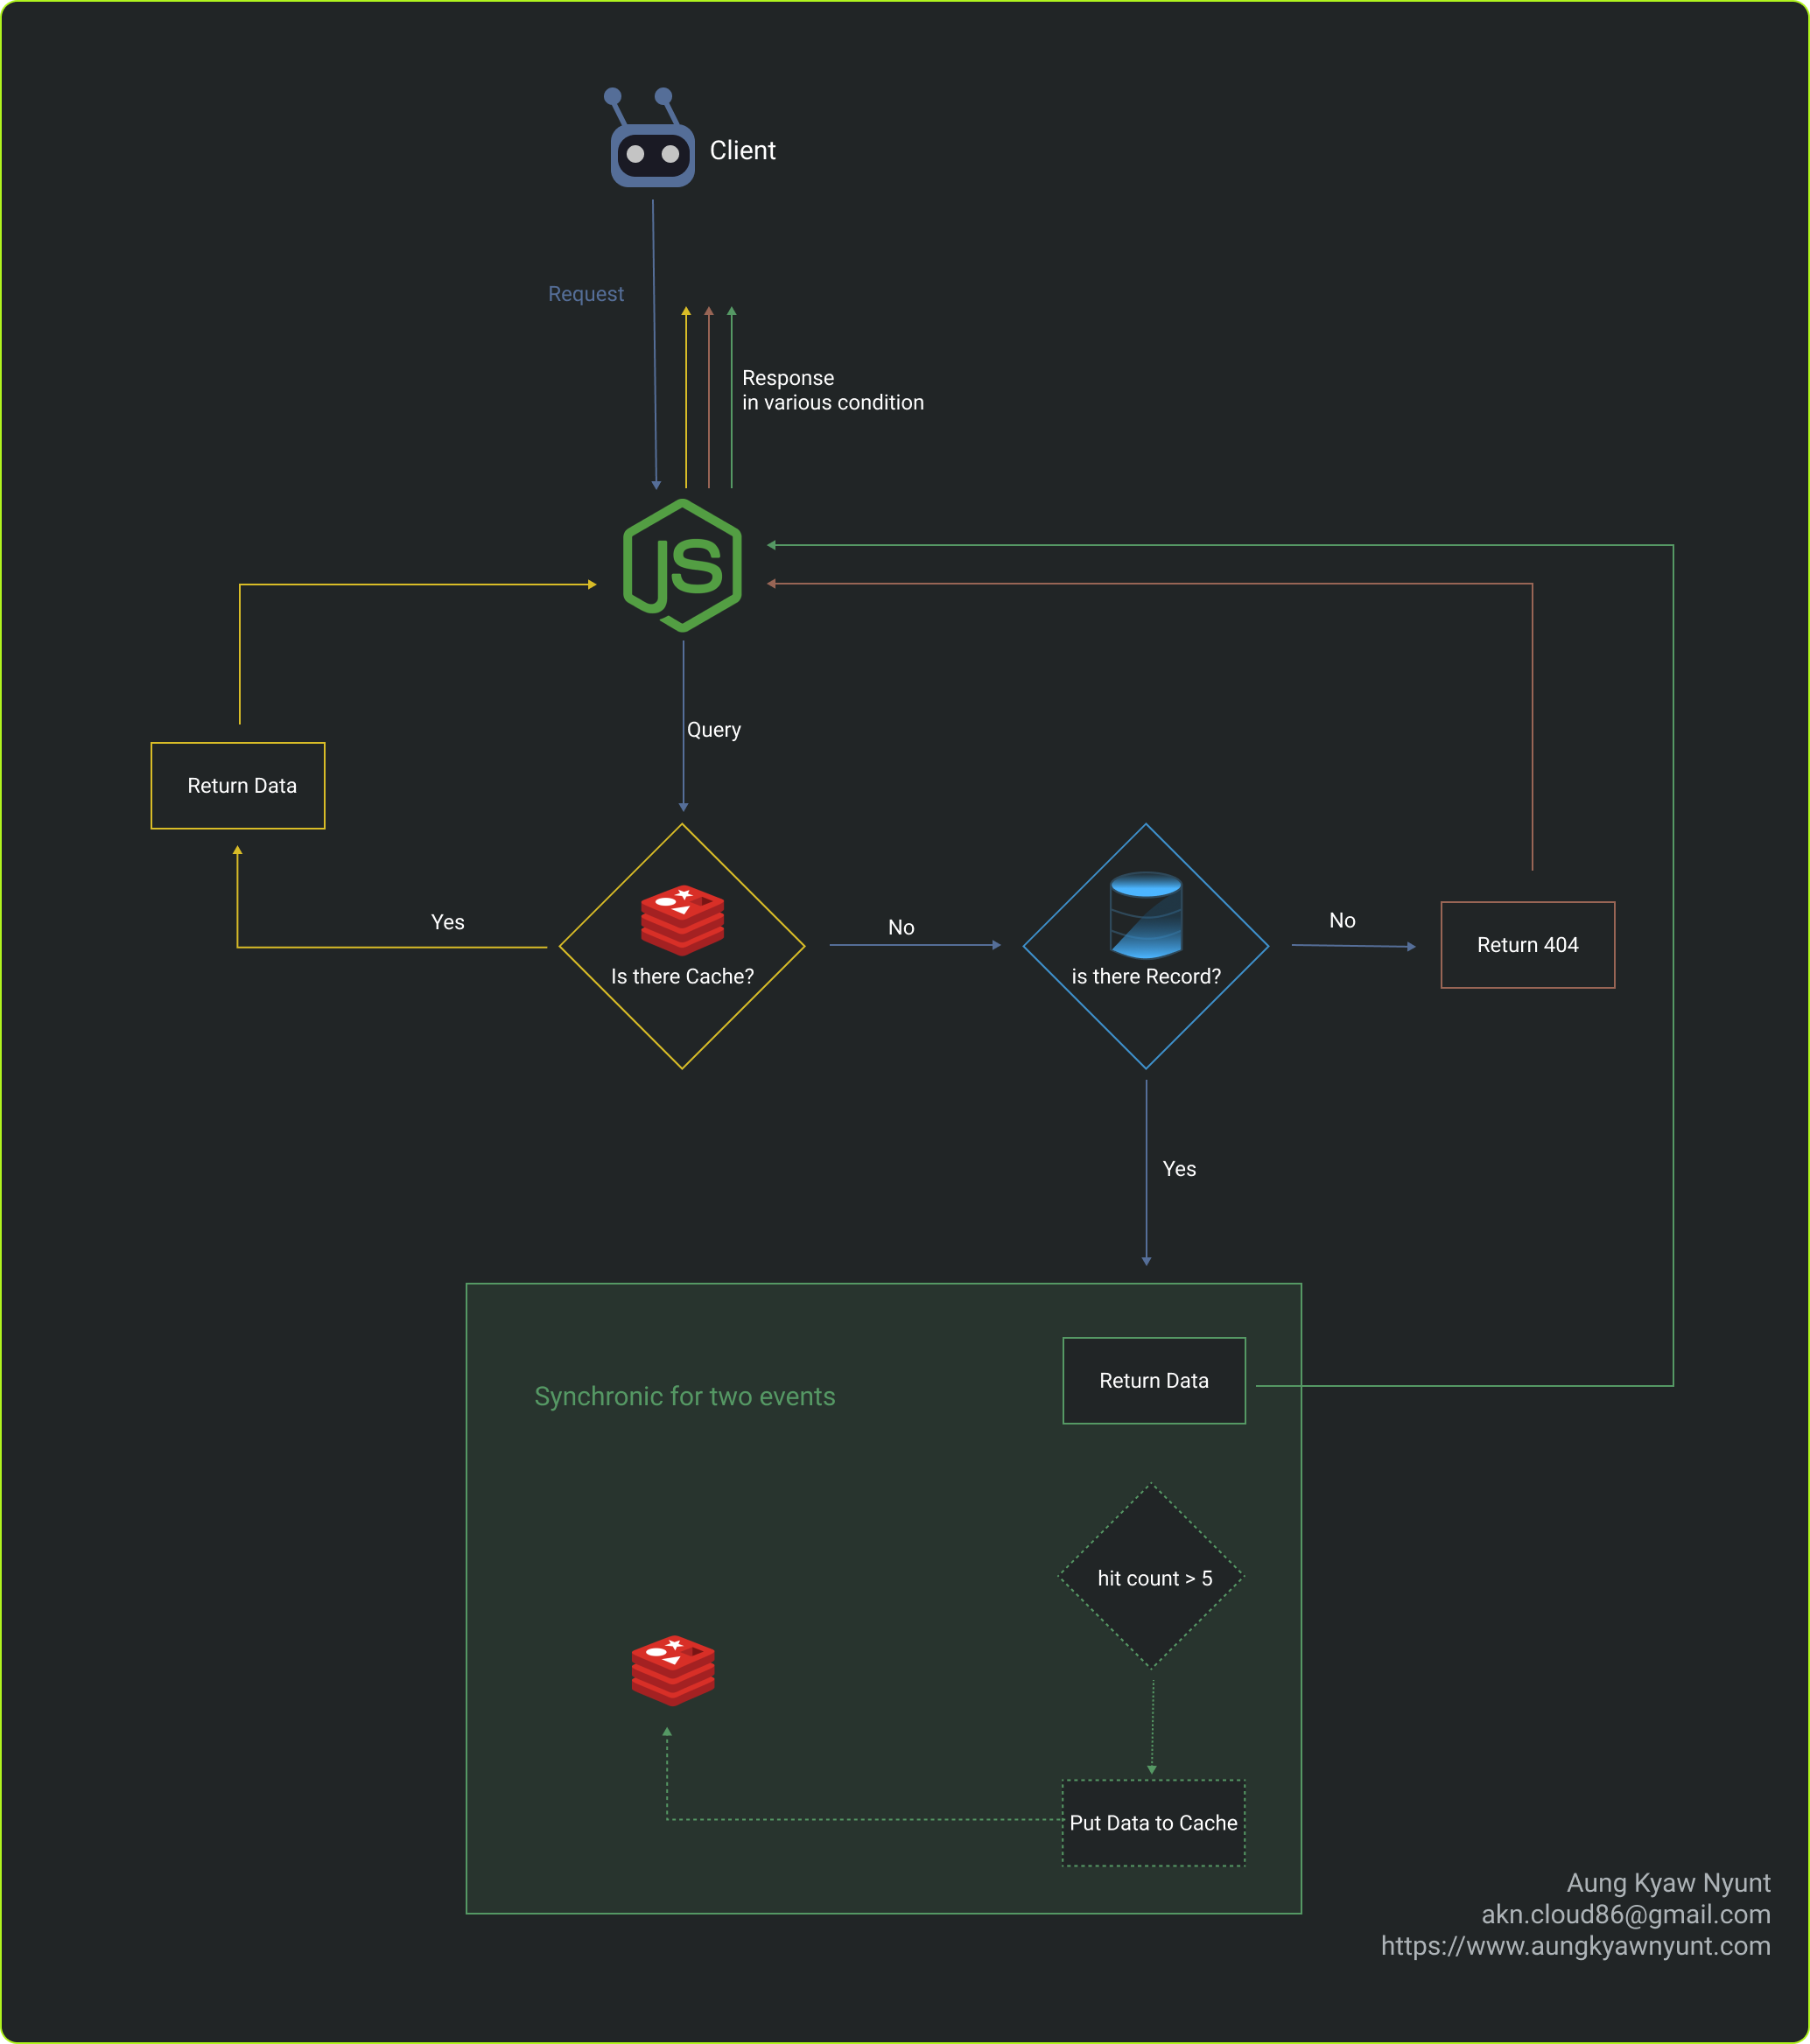 Client
Request
Response
in various condition
JS
Query
Return Data
Yes
Is there Cache?
No
is there Record?
No
Return 404
Yes
Return Data
Synchronic for two events
hit count > 5
Put Data to Cache
Aung Kyaw Nyunt
akn.cloud86@gmail.com
https://www.aungkyawnyunt.com